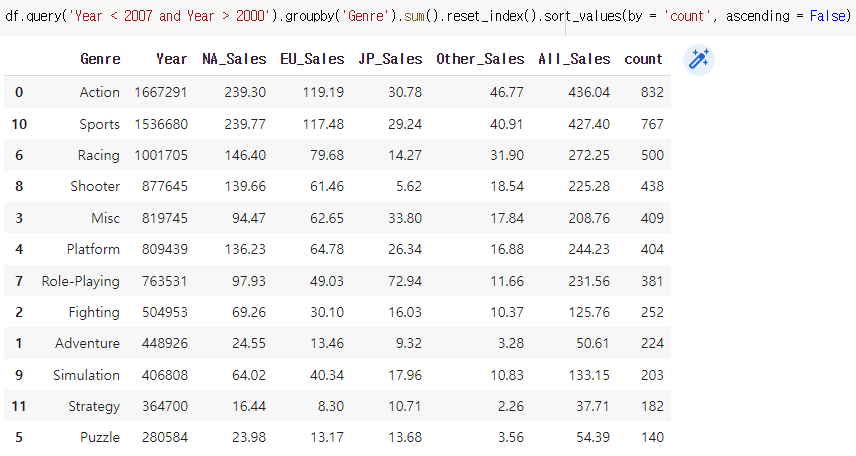 df.query('Year < 2007 and Year > 2000').groupby('Genre').sum().reset_index().sort_values(by = 'count', ascending = False)
Genre Year NA_Sales EU_Sales JP_Sales Other_Sales All_Sales count
0 Action 1667291 239.30 119.19 30.78 46.77 436.04 832
10 Sports 1536680 239.77 117.48 29.24 40.91 427.40 767
6 Racing 1001705 146.40 79.68 14.27 31.90 272.25 500
8 Shooter 877645 139.66 61.46 5.62 18.54 225.28 438
3 Misc 819745 94.47 62.65 33.80 17.84 208.76 409
4 Platform 809439 136.23 64.78 26.34 16.88 244.23 404
7 Role-Playing 763531 97.93 49.03 72.94 11.66 231.56 381
2 Fighting 504953 69.26 30.10 16.03 10.37 125.76 252
1 Adventure 448926 24.55 13.46 9.32 3.28 50.61 224
9 Simulation 406808 64.02 40.34 17.96 10.83 133.15 203
11 Strategy 364700 16.44 8.30 10.71 2.26 37.71 182
5 Puzzle 280584 23.98 13.17 13.68 3.56 54.39 140